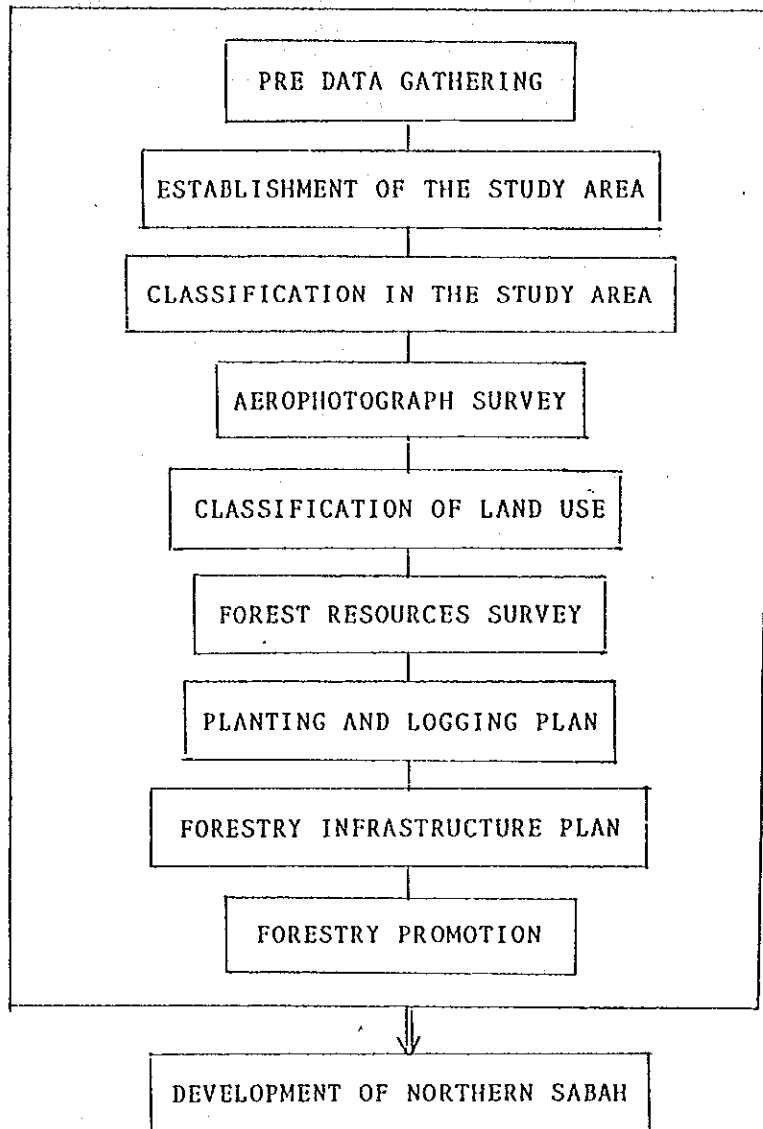 PRE DATA GATHERING
ESTABLISHMENT OF THE STUDY AREA
CLASSIFICATION IN THE STUDY AREA
AEROPHOTOGRAPH SURVEY
CLASSIFICATION OF LAND USE
FOREST RESOURCES SURVEY
PLANTING AND LOGGING PLAN
FORESTRY INFRASTRUCTURE PLAN
FORESTRY PROMOTION
DEVELOPMENT OF NORTHERN SABAH